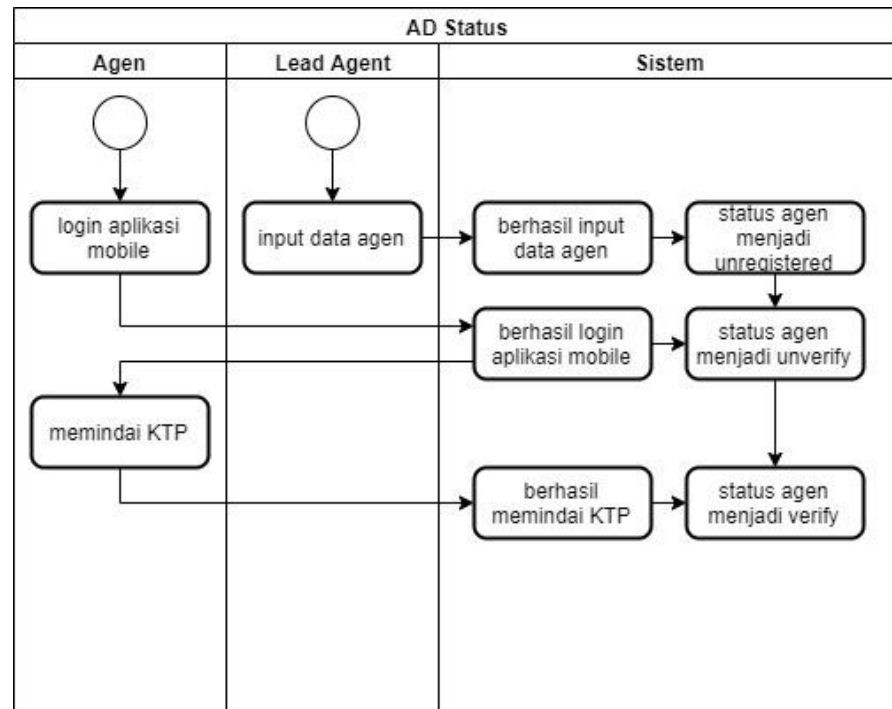 AD Status
Agen
Lead Agent
Sistem
login aplikasi
mobile
input data agen
berhasil input
data agen
status agen
menjadi
unregistered
berhasil login
aplikasi mobile
status agen
menjadi unverify
memindai KTP
berhasil
memindai KTP
status agen
menjadi verify